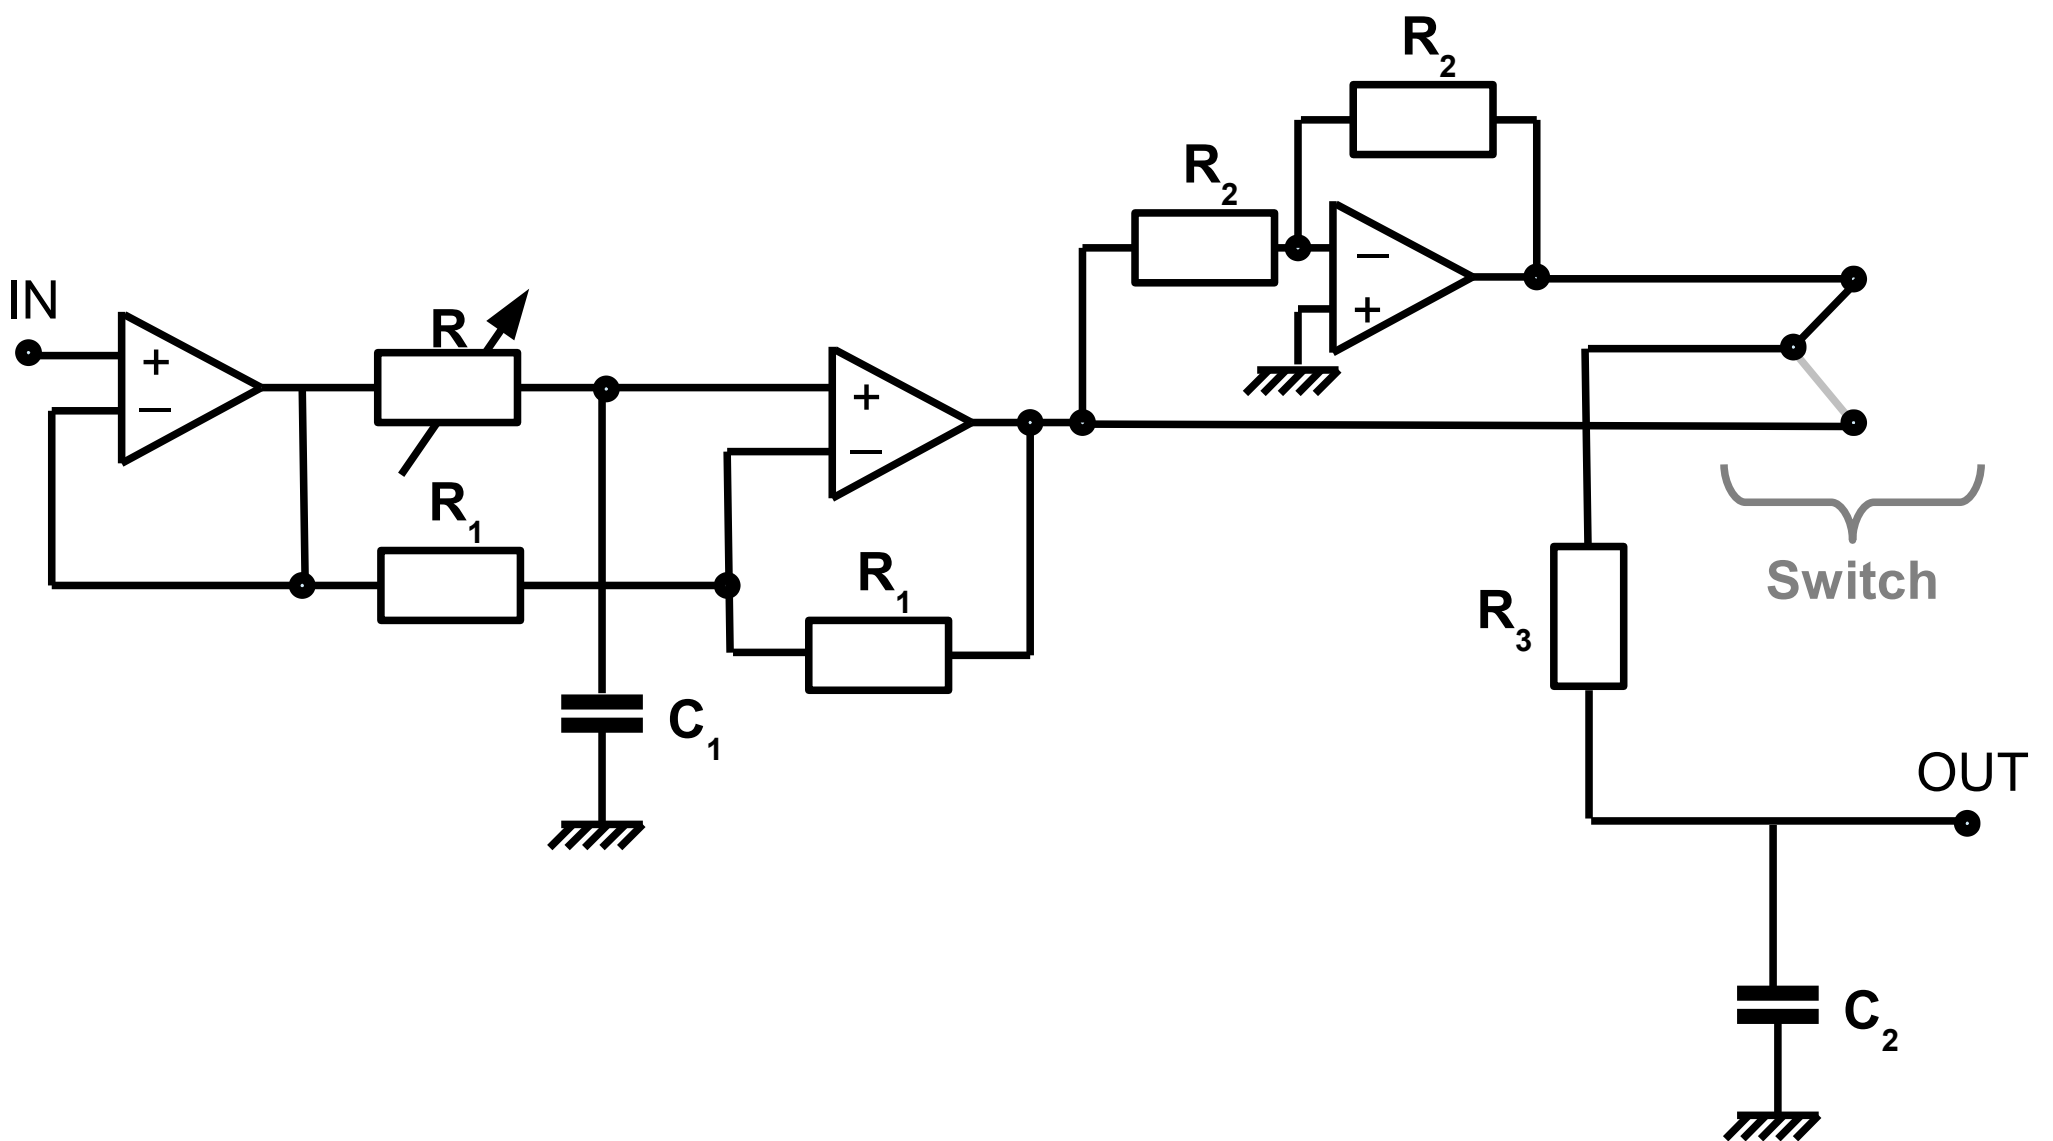 R₂
R₂
IN
+
−
R
R₁
+
−
R₁
−
+
C₁
Switch
R₃
OUT
C₂